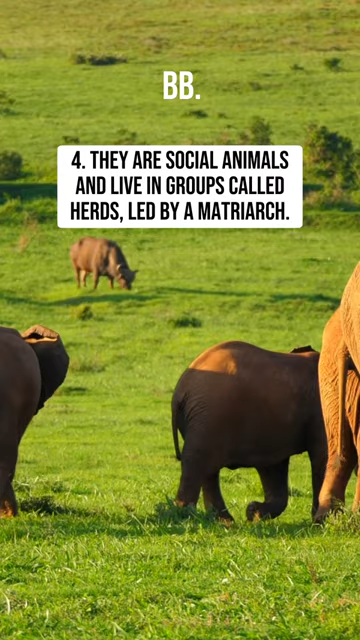 BB.
4. THEY ARE SOCIAL ANIMALS
AND LIVE IN GROUPS CALLED
HERDS, LED BY A MATRIARCH.